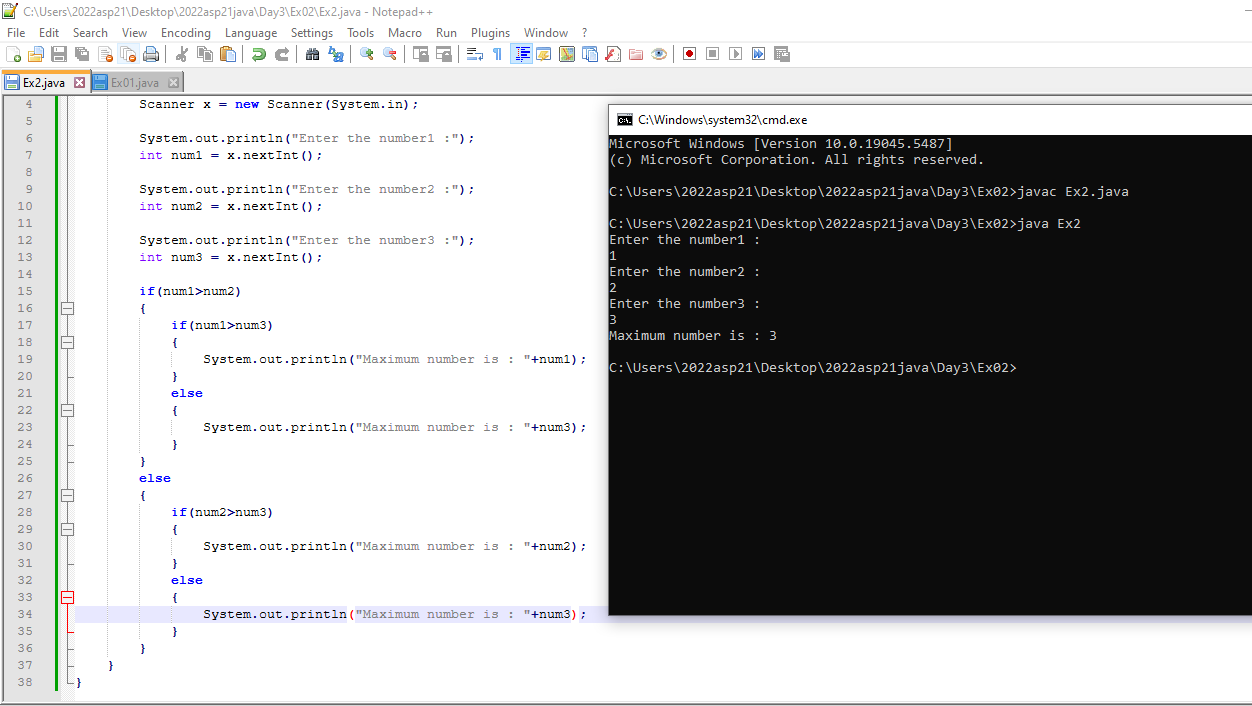 C:\Users\2022asp21\Desktop\2022asp21java\Day3\Ex02\Ex2.java - Notepad++
File Edit Search View Encoding Language Settings Tools Macro Run Plugins Window ?
Ex2.java Ex01.java
4 Scanner x = new Scanner(System.in);
5
6 System.out.println("Enter the number1 :");
7 int num1 = x.nextInt();
8
9 System.out.println("Enter the number2 :");
10 int num2 = x.nextInt();
11
12 System.out.println("Enter the number3 :");
13 int num3 = x.nextInt();
14
15 if(num1>num2)
16 {
17 if(num1>num3)
18 {
19 System.out.println("Maximum number is : "+num1);
20 }
21 else
22 {
23 System.out.println("Maximum number is : "+num3);
24 }
25 }
26 else
27 {
28 if(num2>num3)
29 {
30 System.out.println("Maximum number is : "+num2);
31 }
32 else
33 {
34 System.out.println("Maximum number is : "+num3);
35 }
36 }
37 }
38 }
C:\Windows\system32\cmd.exe
Microsoft Windows [Version 10.0.19045.5487]
(c) Microsoft Corporation. All rights reserved.
C:\Users\2022asp21\Desktop\2022asp21java\Day3\Ex02>javac Ex2.java
C:\Users\2022asp21\Desktop\2022asp21java\Day3\Ex02>java Ex2
Enter the number1 :
1
Enter the number2 :
2
Enter the number3 :
3
Maximum number is : 3
C:\Users\2022asp21\Desktop\2022asp21java\Day3\Ex02>